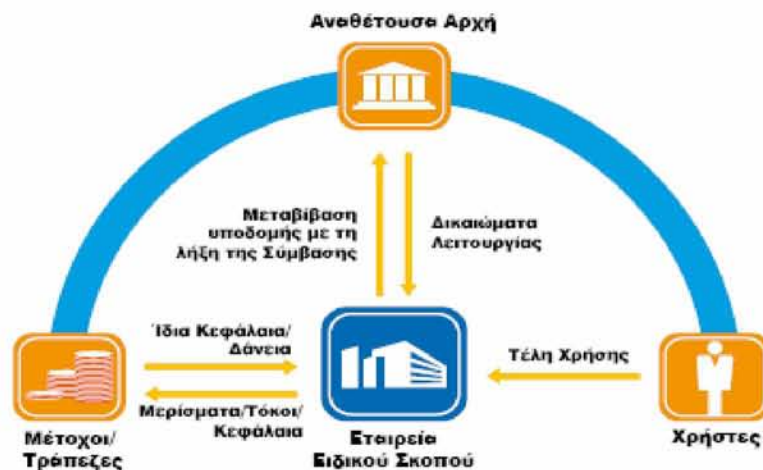 Αναθέτουσα Αρχή
Μεταβίβαση
υποδομής με τη
λήξη της Σύμβασης
Δικαιώματα
Λειτουργίας
Ίδια Κεφάλαια/
Δάνεια
Μερίσματα/Τόκοι/
Κεφάλαια
Τέλη Χρήσης
Μέτοχοι/
Τράπεζες
Εταιρεία
Ειδικού Σκοπού
Χρήστες